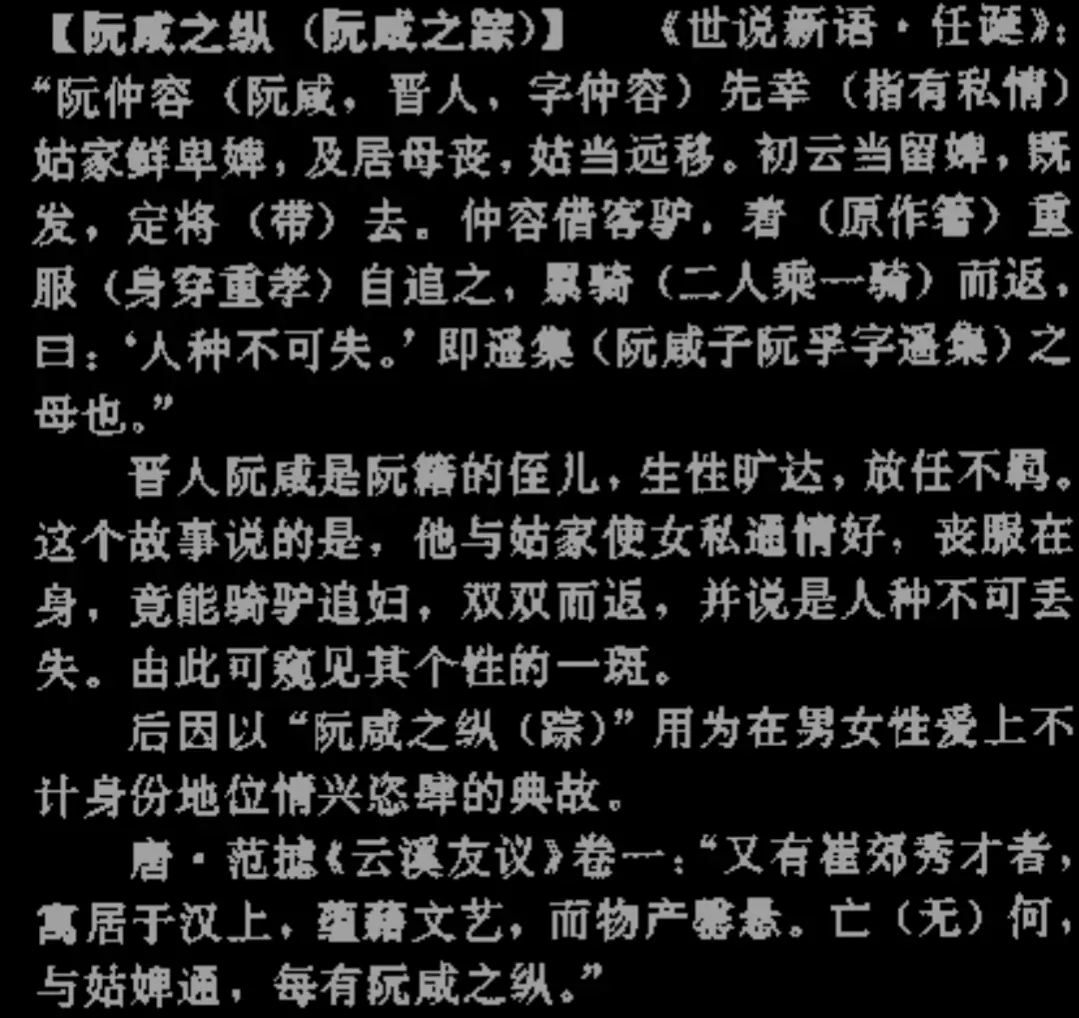 【阮咸之纵（阮咸之踪）】　《世说新语·任诞》：
“阮仲容（阮咸，晋人，字仲容）先幸（指有私情）
姑家鲜卑婢，及居母丧，姑当远移。初云当留婢，既
发，定将（带）去。仲容借客驴，着（原作箸）重
服（身穿重孝）自追之，累骑（二人乘一骑）而返，
曰：‘人种不可失。’即遥集（阮咸子阮孚字遥集）之
母也。”
晋人阮咸是阮籍的侄儿，生性旷达，放任不羁。
这个故事说的是，他与姑家使女私通情好，丧服在
身，竟能骑驴追妇，双双而返，并说是人种不可丢
失。由此可窥见其个性的一斑。
后因以“阮咸之纵（踪）”用为在男女性爱上不
计身份地位情兴恣肆的典故。
唐·范摅《云溪友议》卷一：“又有崔郊秀才者，
寓居于汉上，蕴藉文艺，而物产罄悬。亡（无）何，
与姑婢通，每有阮咸之纵。”